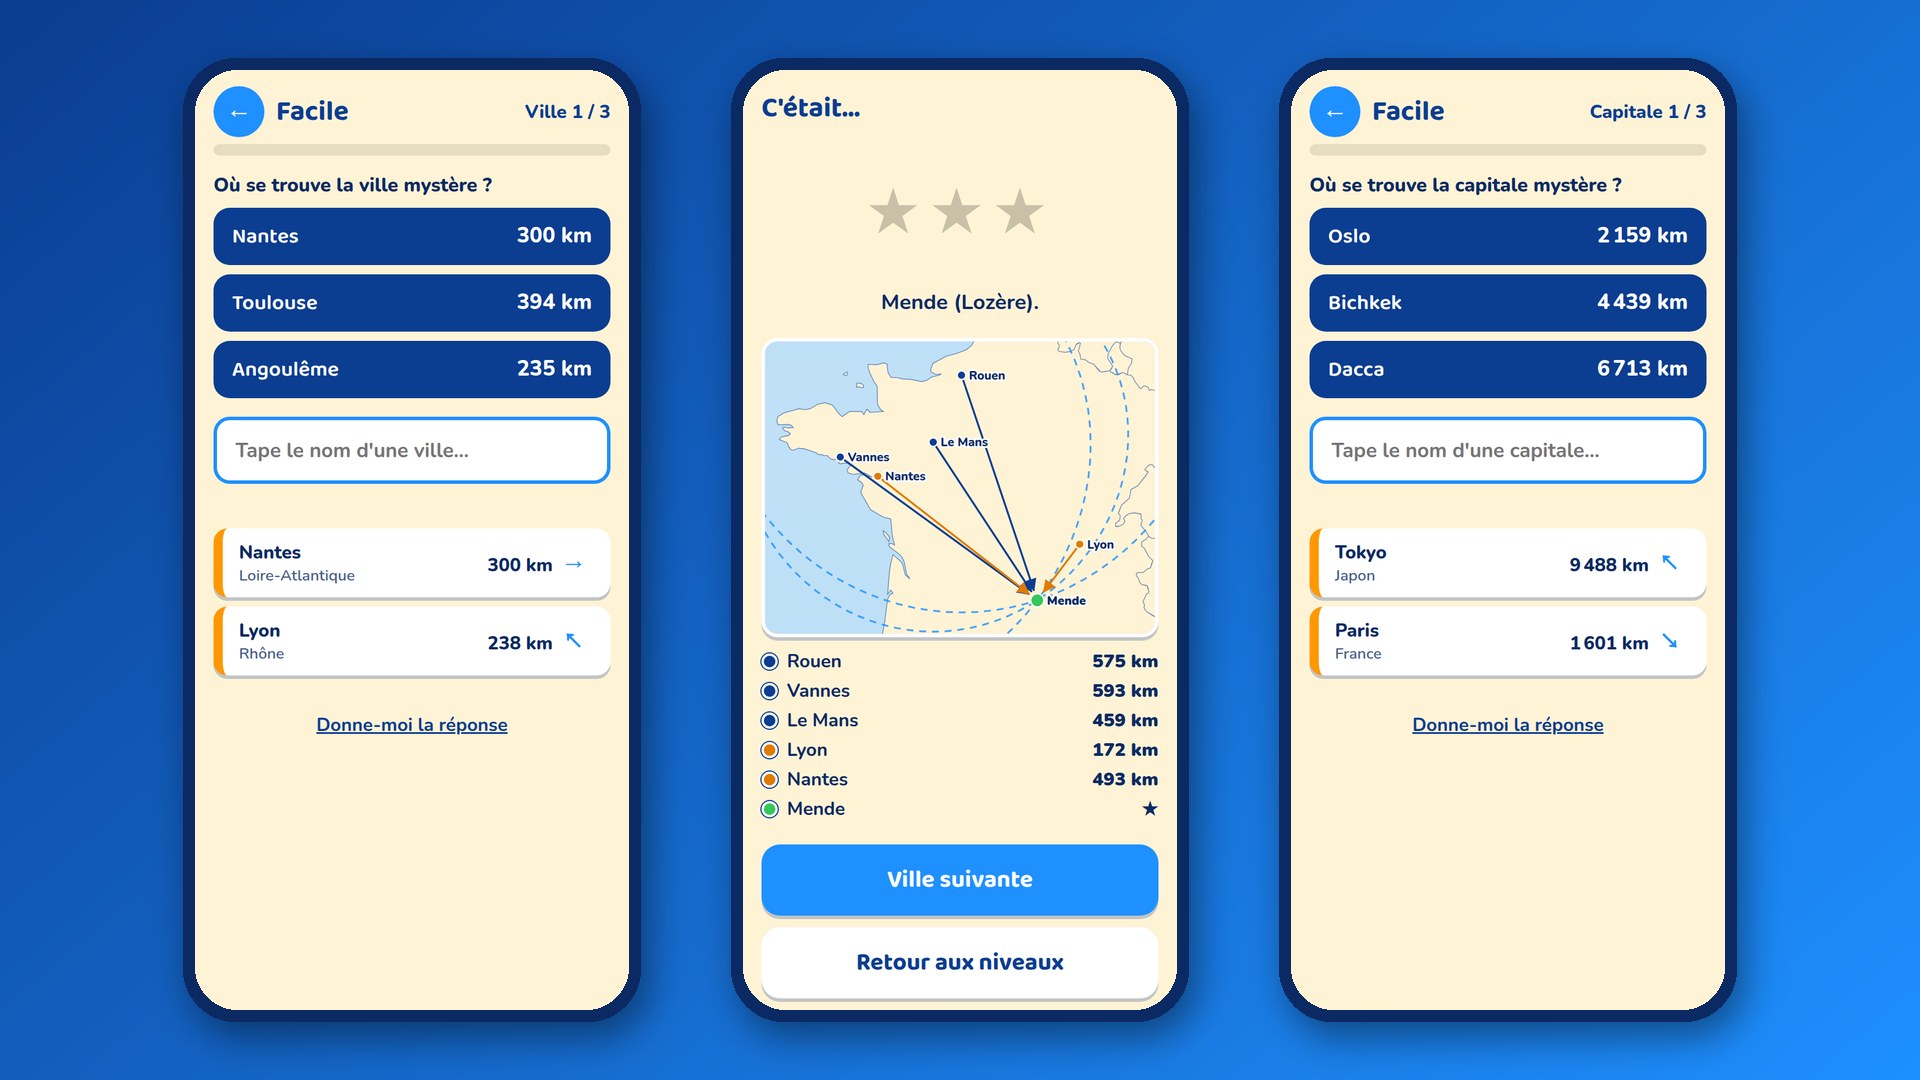 ← Facile Ville 1 / 3
Où se trouve la ville mystère ?
Nantes 300 km
Toulouse 394 km
Angoulême 235 km
Tape le nom d'une ville...
Nantes 300 km →
Loire-Atlantique
Lyon 238 km ↖
Rhône
Donne-moi la réponse
C'était...
★ ★ ★
Mende (Lozère).
Rouen
Le Mans
Vannes
Nantes
Lyon
Mende
Rouen 575 km
Vannes 593 km
Le Mans 459 km
Lyon 172 km
Nantes 493 km
Mende ★
Ville suivante
Retour aux niveaux
← Facile Capitale 1 / 3
Où se trouve la capitale mystère ?
Oslo 2 159 km
Bichkek 4 439 km
Dacca 6 713 km
Tape le nom d'une capitale...
Tokyo 9 488 km ↖
Japon
Paris 1 601 km ↘
France
Donne-moi la réponse